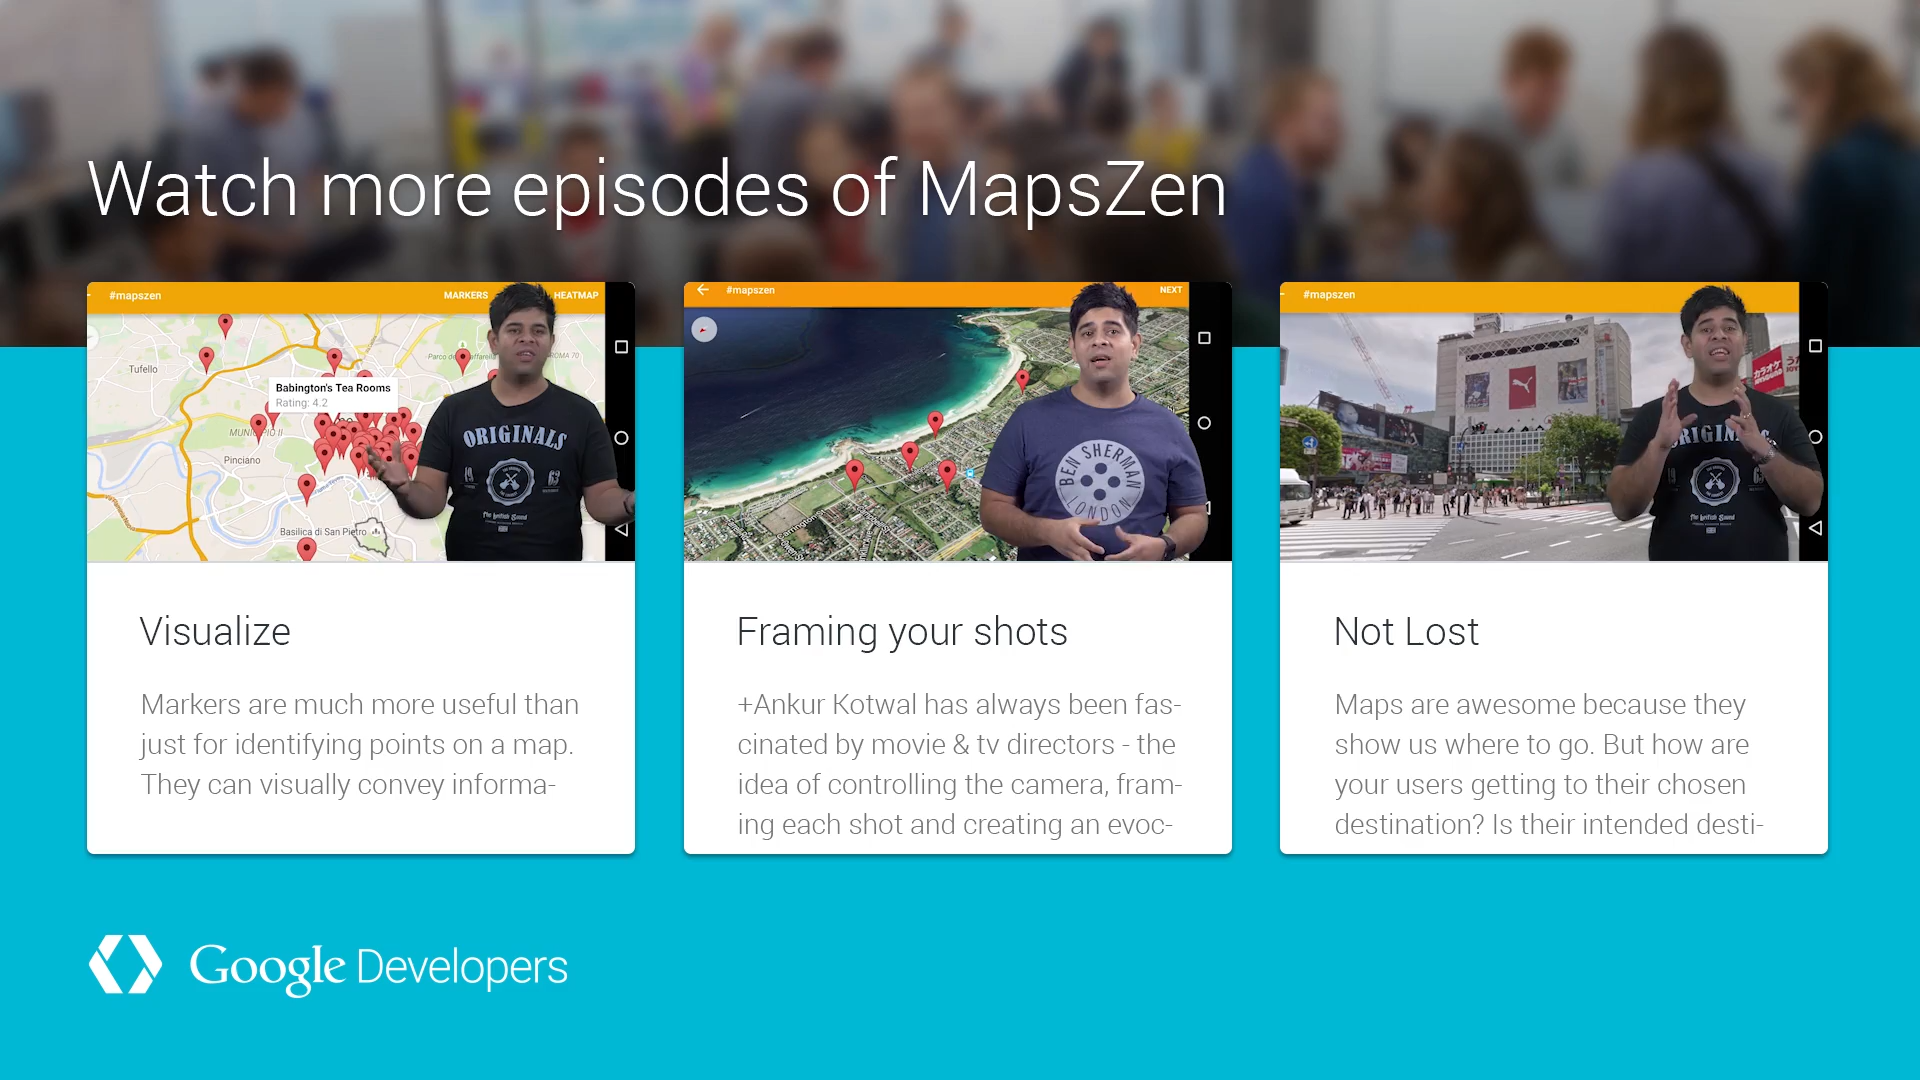 Watch more episodes of MapsZen
#mapszen
MARKERS
HEATMAP
Tufello
Babington's Tea Rooms
Rating: 4.2
Pinciano
Basilica di San Pietro
ROMA 70
ORIGINALS
The British Sound
#mapszen
NEXT
BEN SHERMAN
LONDON
#mapszen
Visualize
Markers are much more useful than
just for identifying points on a map.
They can visually convey informa-
Framing your shots
+Ankur Kotwal has always been fas-
cinated by movie & tv directors - the
idea of controlling the camera, fram-
ing each shot and creating an evoc-
Not Lost
Maps are awesome because they
show us where to go. But how are
your users getting to their chosen
destination? Is their intended desti-
Google Developers